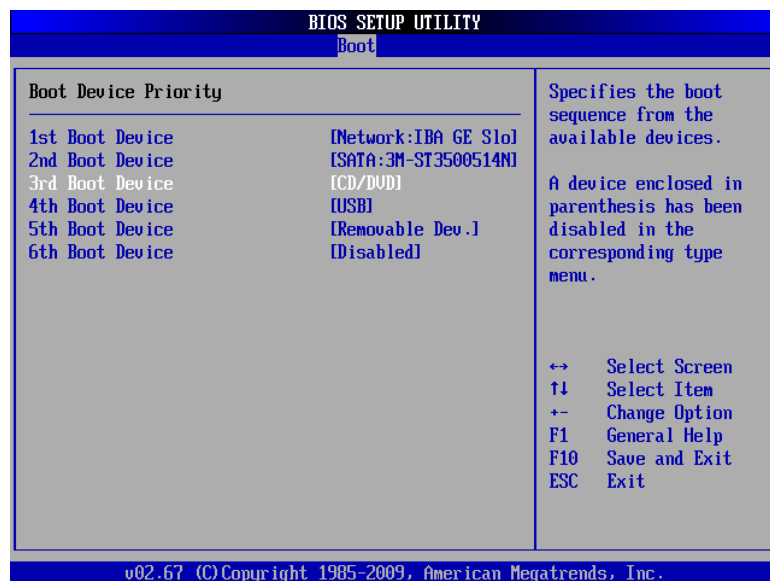 BIOS SETUP UTILITY
Boot
Boot Device Priority
1st Boot Device [Network:IBA GE Slo]
2nd Boot Device [SATA:3M-ST3500514N]
3rd Boot Device [CD/DVD]
4th Boot Device [USB]
5th Boot Device [Removable Dev.]
6th Boot Device [Disabled]
Specifies the boot
sequence from the
available devices.
A device enclosed in
parenthesis has been
disabled in the
corresponding type
menu.
↔ Select Screen
↑↓ Select Item
+- Change Option
F1 General Help
F10 Save and Exit
ESC Exit
v02.67 (C)Copyright 1985-2009, American Megatrends, Inc.